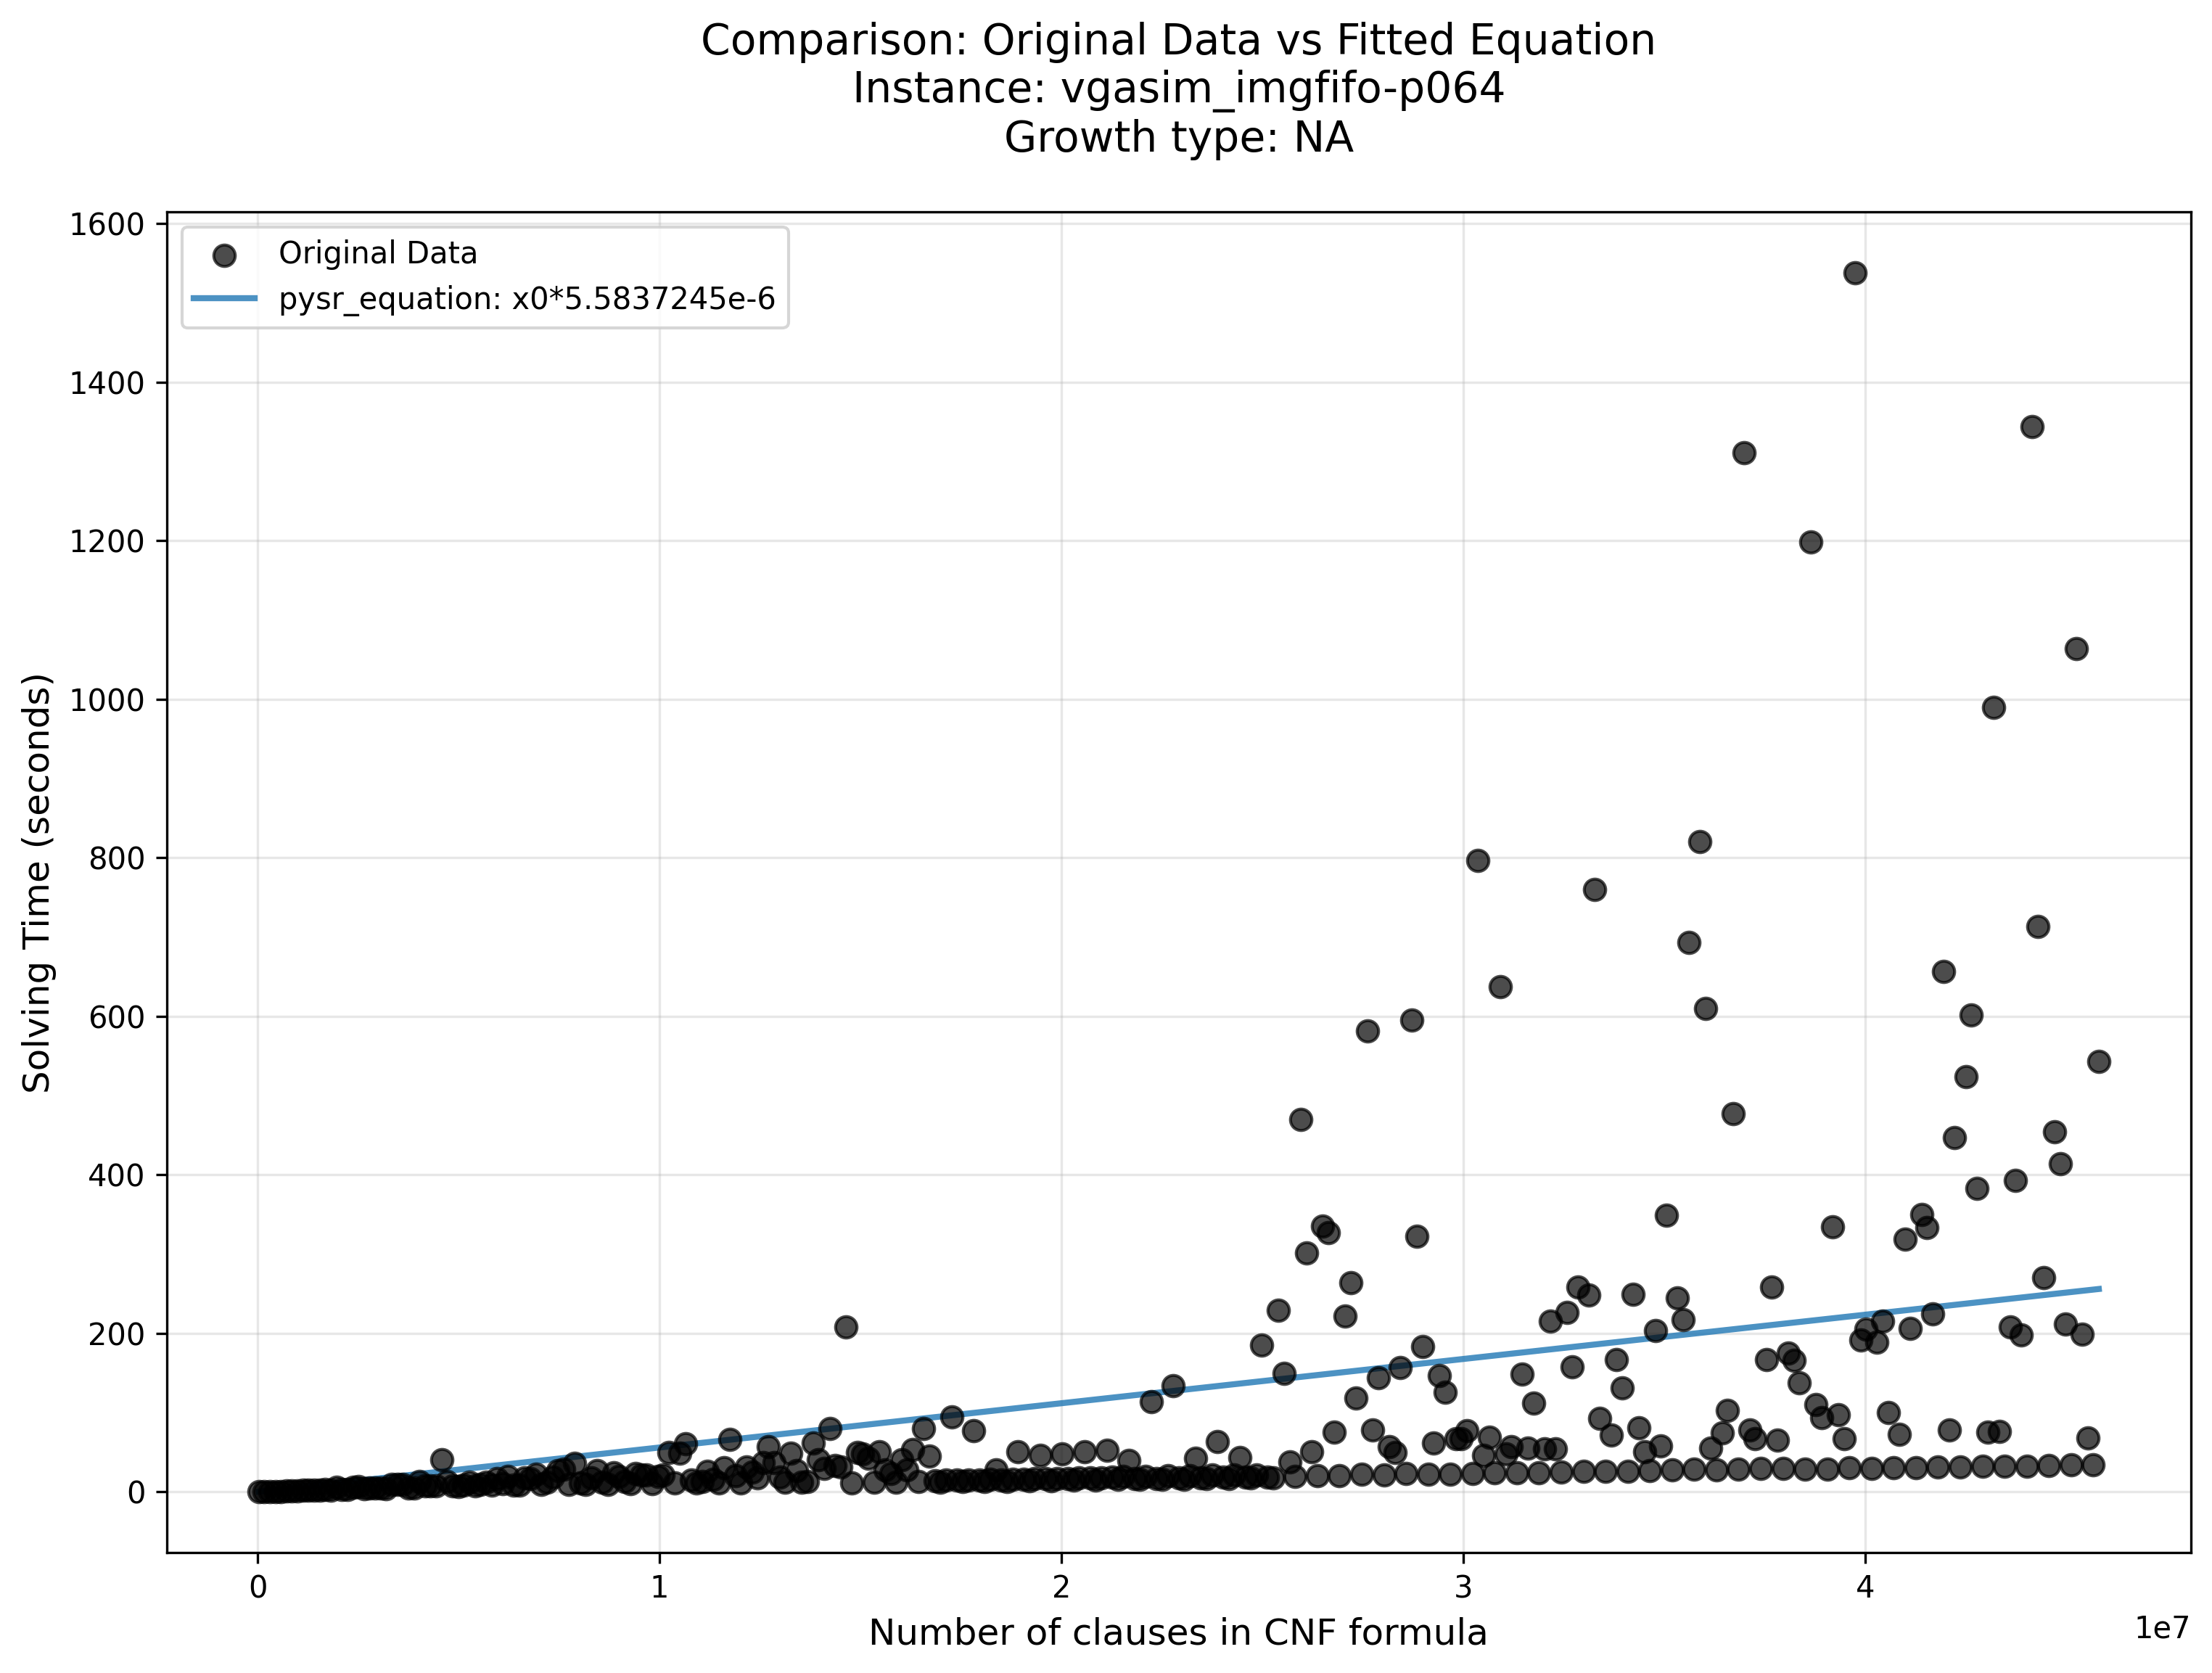 Comparison: Original Data vs Fitted Equation
Instance: vgasim_imgfifo-p064
Growth type: NA
1600
1400
1200
1000
800
600
400
200
0
Solving Time (seconds)
Original Data
pysr_equation: x0*5.5837245e-6
0 1 2 3 4
1e7
Number of clauses in CNF formula